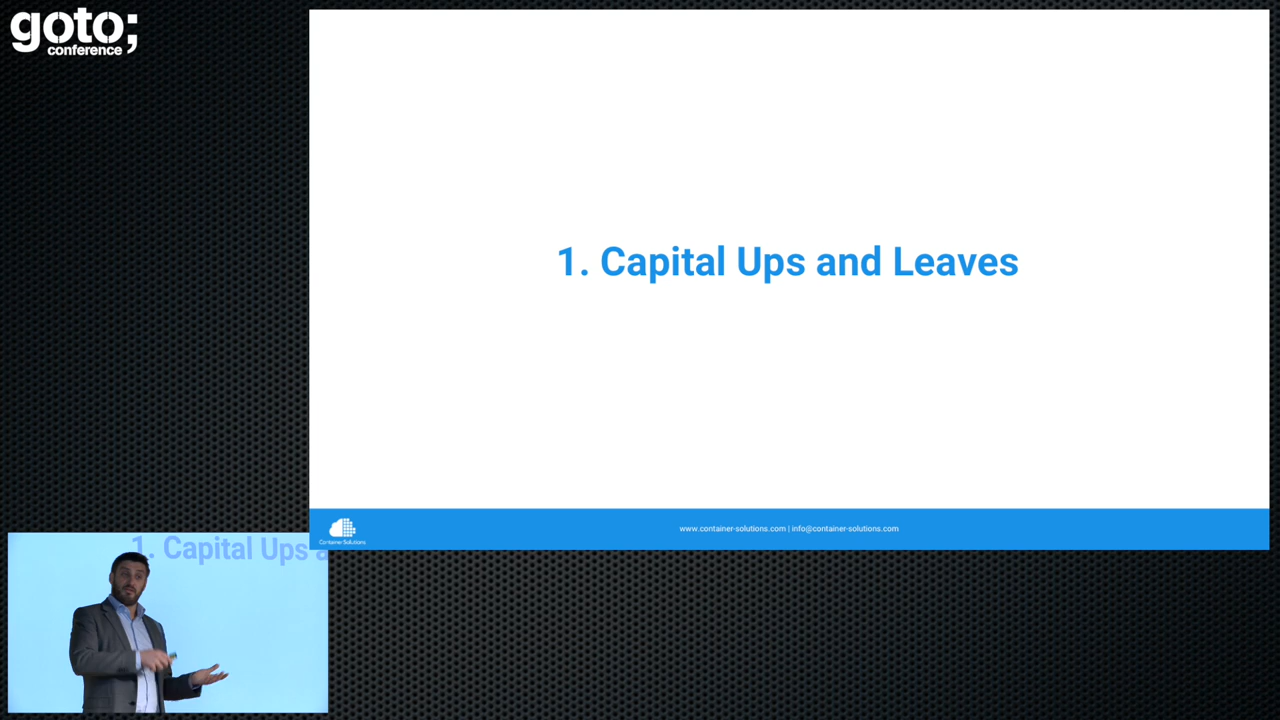 goto;
conference
1. Capital Ups and Leaves
Container Solutions
www.container-solutions.com | info@container-solutions.com
1. Capital Ups a